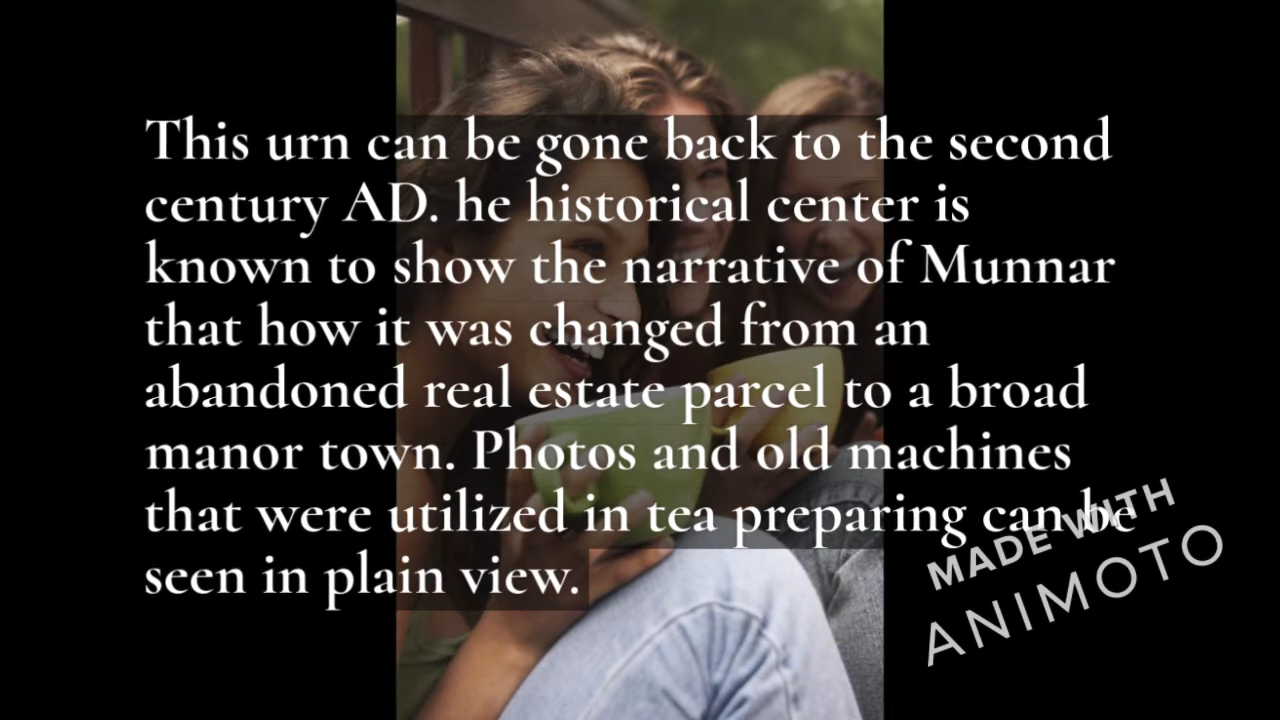 This urn can be gone back to the second
century AD. he historical center is
known to show the narrative of Munnar
that how it was changed from an
abandoned real estate parcel to a broad
manor town. Photos and old machines
that were utilized in tea preparing can be
seen in plain view.
MADE WITH
ANIMOTO